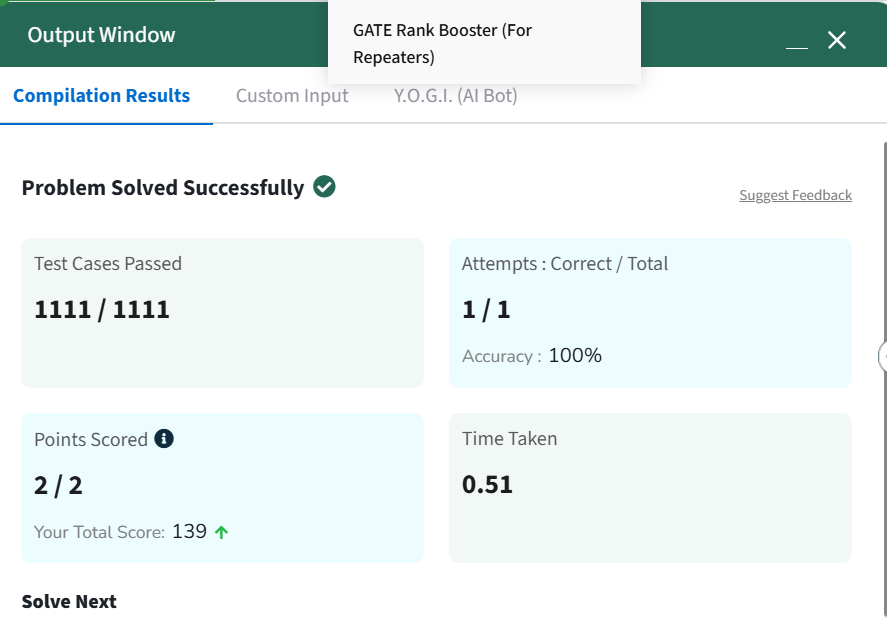 Output Window
GATE Rank Booster (For
Repeaters)
Compilation Results
Custom Input
Y.O.G.I. (AI Bot)
Problem Solved Successfully
Suggest Feedback
Test Cases Passed
1111 / 1111
Attempts : Correct / Total
1 / 1
Accuracy : 100%
Points Scored
2 / 2
Your Total Score: 139
Time Taken
0.51
Solve Next